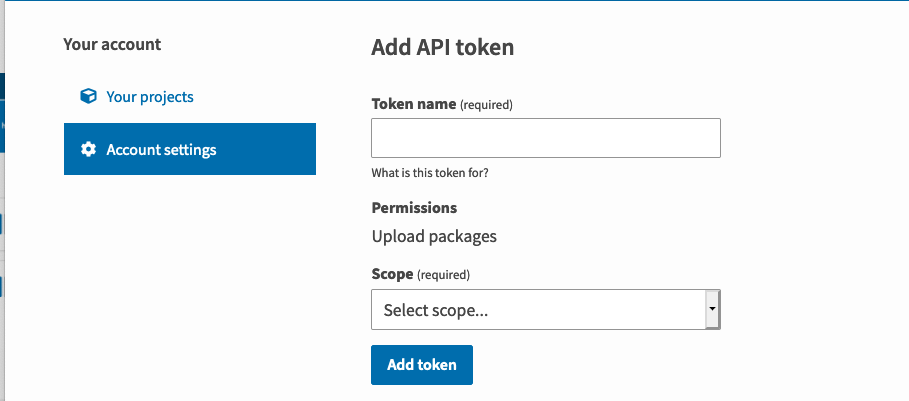 Your account
Your projects
Account settings
Add API token
Token name (required)
What is this token for?
Permissions
Upload packages
Scope (required)
Select scope...
Add token